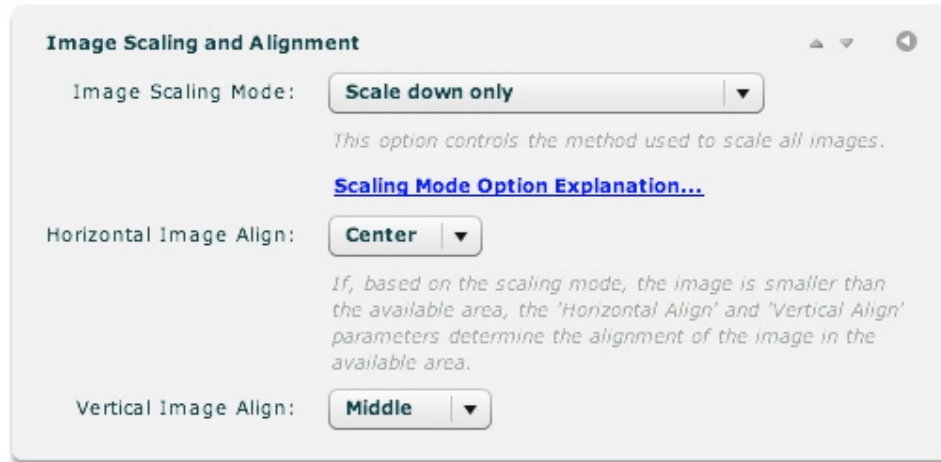 Image Scaling and Alignment
Image Scaling Mode:
Scale down only
This option controls the method used to scale all images.
Scaling Mode Option Explanation...
Horizontal Image Align:
Center
If, based on the scaling mode, the image is smaller than
the available area, the 'Horizontal Align' and 'Vertical Align'
parameters determine the alignment of the image in the
available area.
Vertical Image Align:
Middle